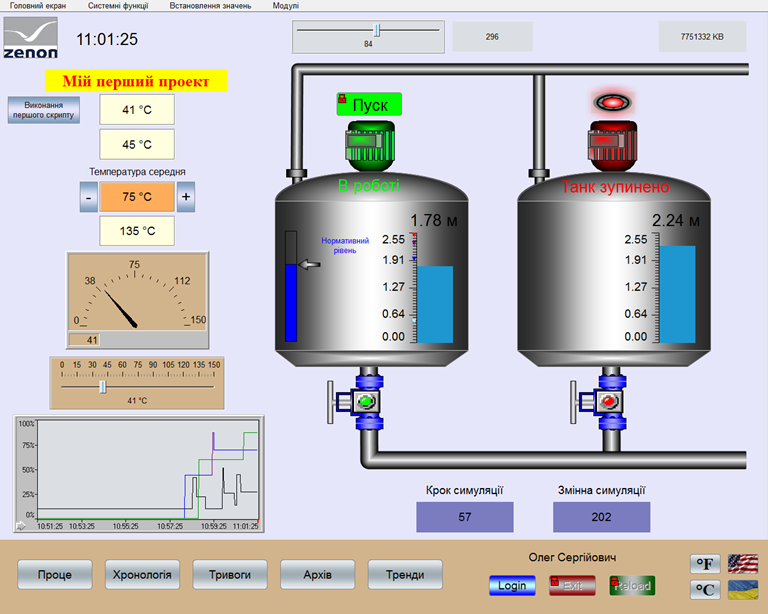 Головний екран Системні функції Встановлення значень Модулі
zenon
11:01:25
84
296
7751332 KB
Мій перший проект
Виконання
першого скрипту
41 °C
45 °C
Температура середня
- 75 °C +
135 °C
0 38 75 112 150
41
0 15 30 45 60 75 90 105 120 135 150
41 °C
100%
75%
50%
25%
0%
10:51:25 10:53:25 10:55:25 10:57:25 10:59:25 11:01:25
Пуск
В роботі
1.78 м
Нормативний
рівень
2.55
1.91
1.27
0.64
0.00
Танк зупинено
2.24 м
2.55
1.91
1.27
0.64
0.00
Крок симуляції
57
Змінна симуляції
202
Проце
Хронологія
Тривоги
Архів
Тренди
Олег Сергійович
Login
Exit
Reload
°F
°C